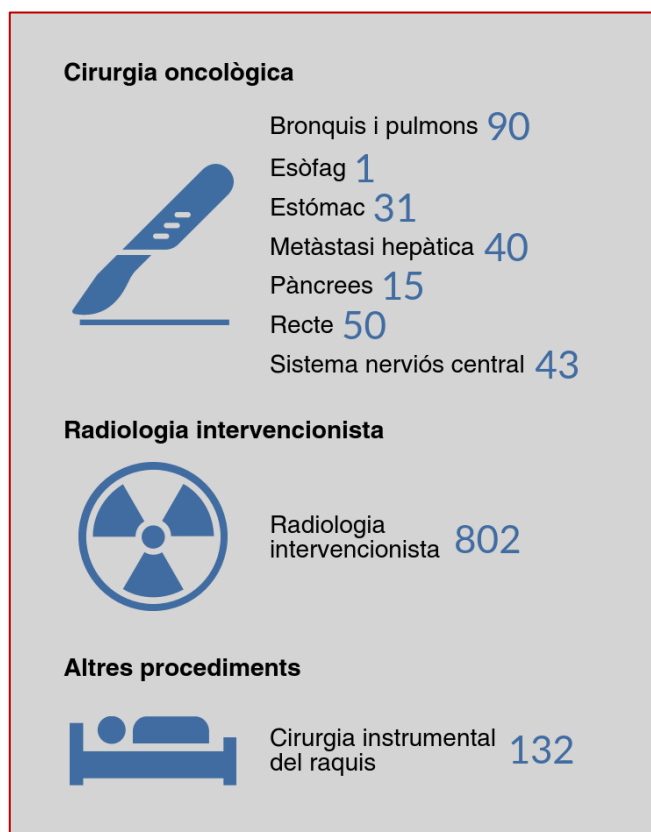 Cirurgia oncològica
Bronquis i pulmons 90
Esòfag 1
Estómac 31
Metàstasi hepàtica 40
Pàncrees 15
Recte 50
Sistema nerviós central 43
Radiologia intervencionista
Radiologia
intervencionista 802
Altres procediments
Cirurgia instrumental
del raquis 132